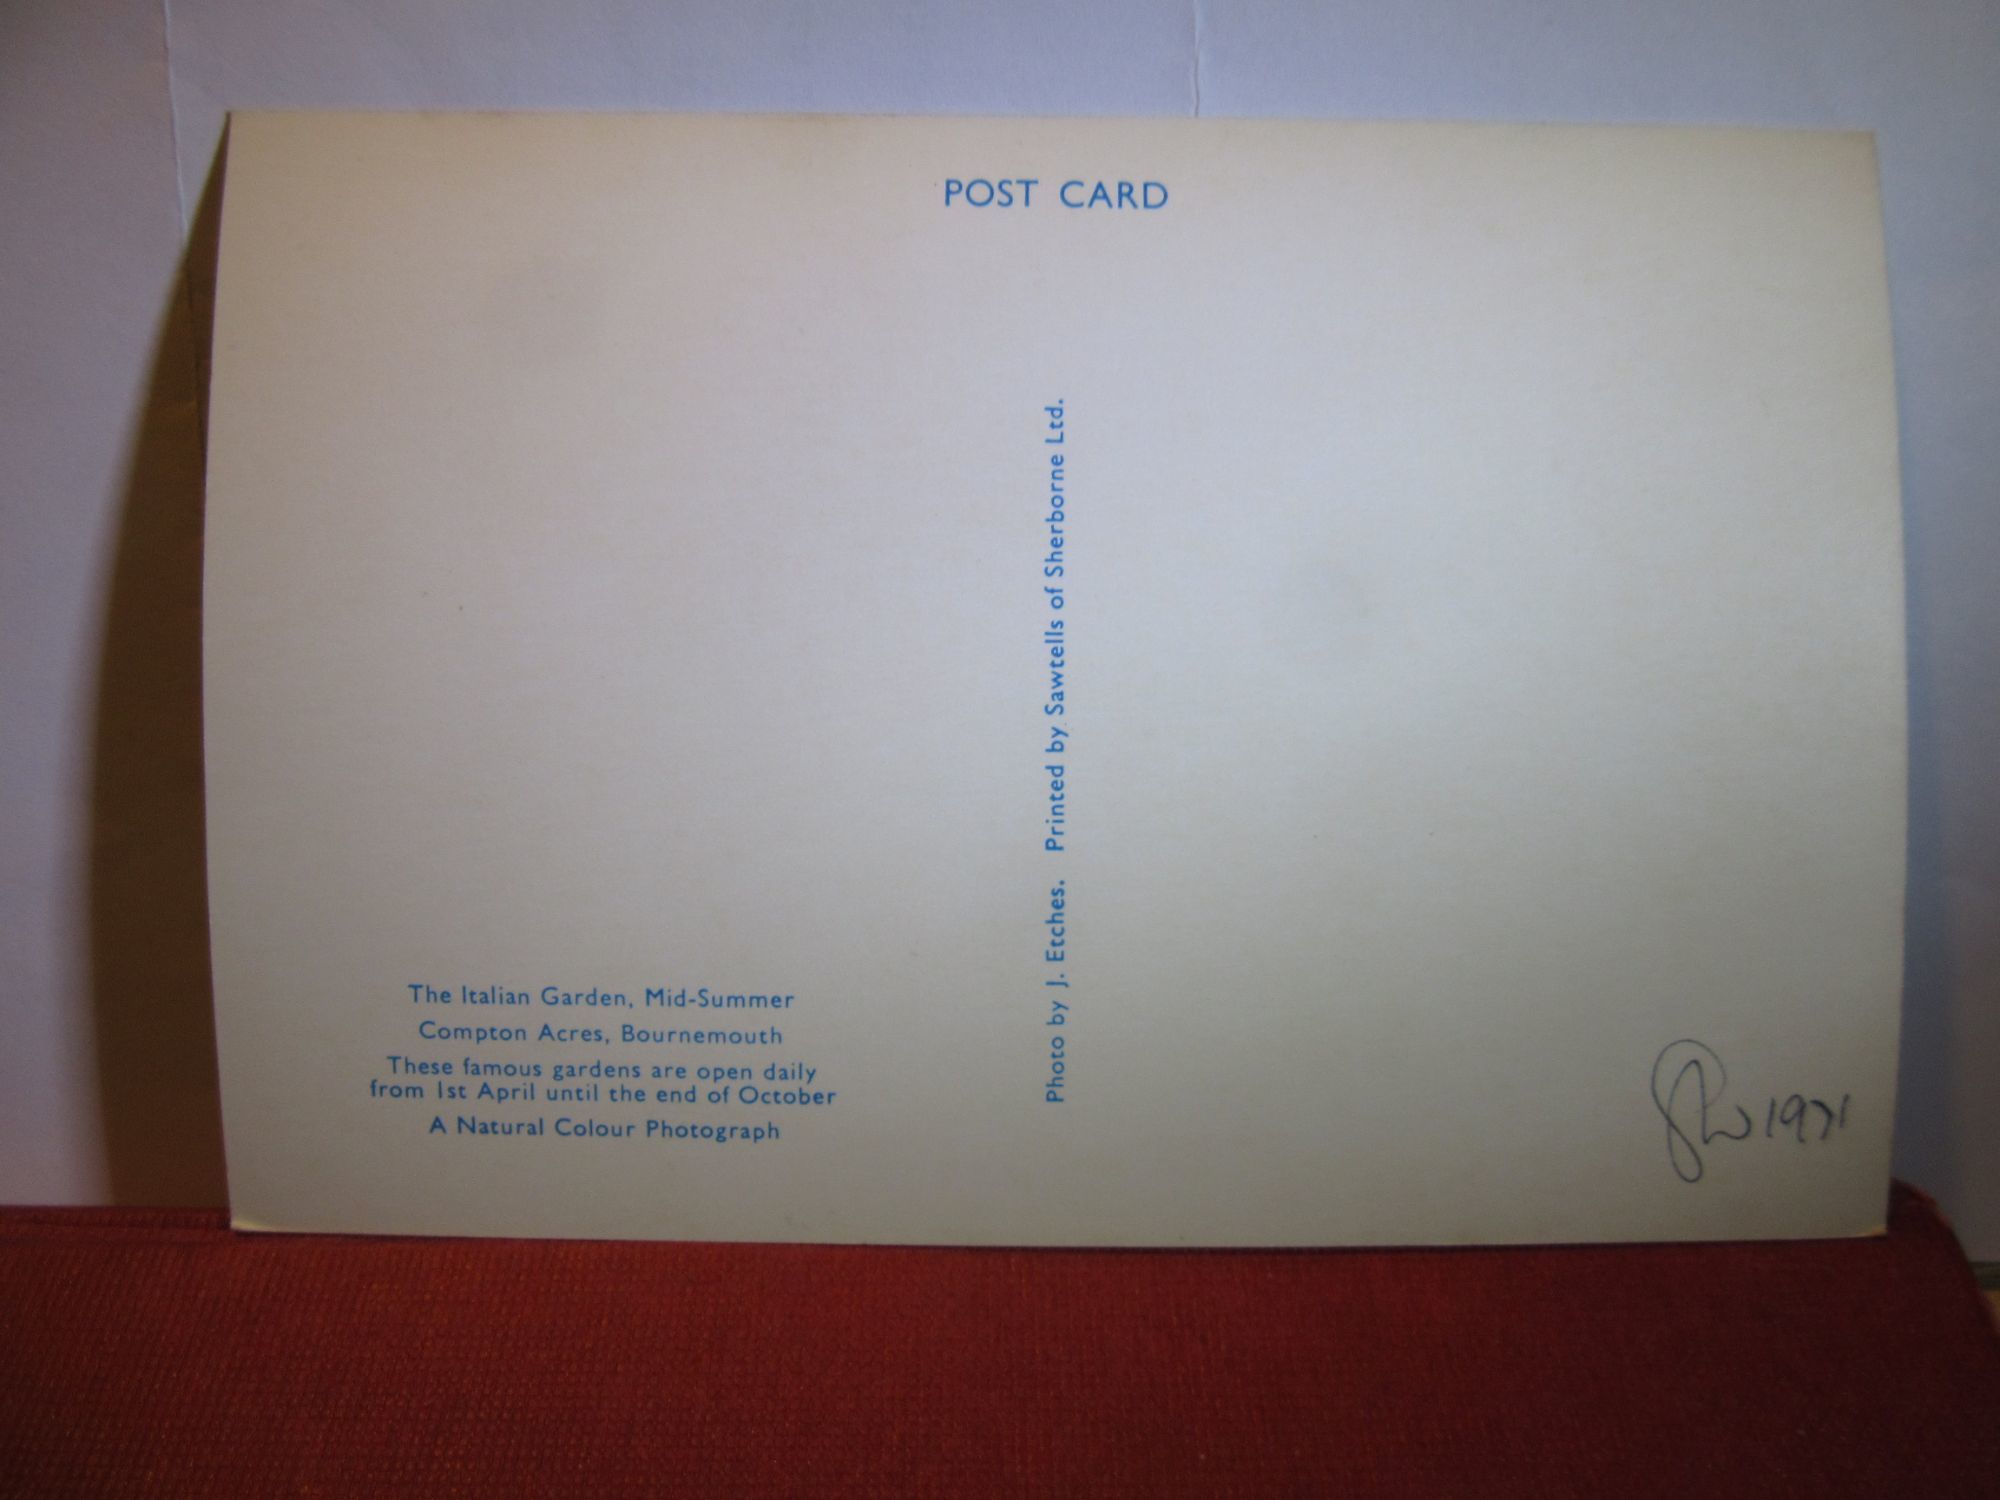 POST CARD
The Italian Garden, Mid-Summer
Compton Acres, Bournemouth
These famous gardens are open daily
from 1st April until the end of October
A Natural Colour Photograph
Photo by J. Etches. Printed by Sawtells of Sherborne Ltd.
1971